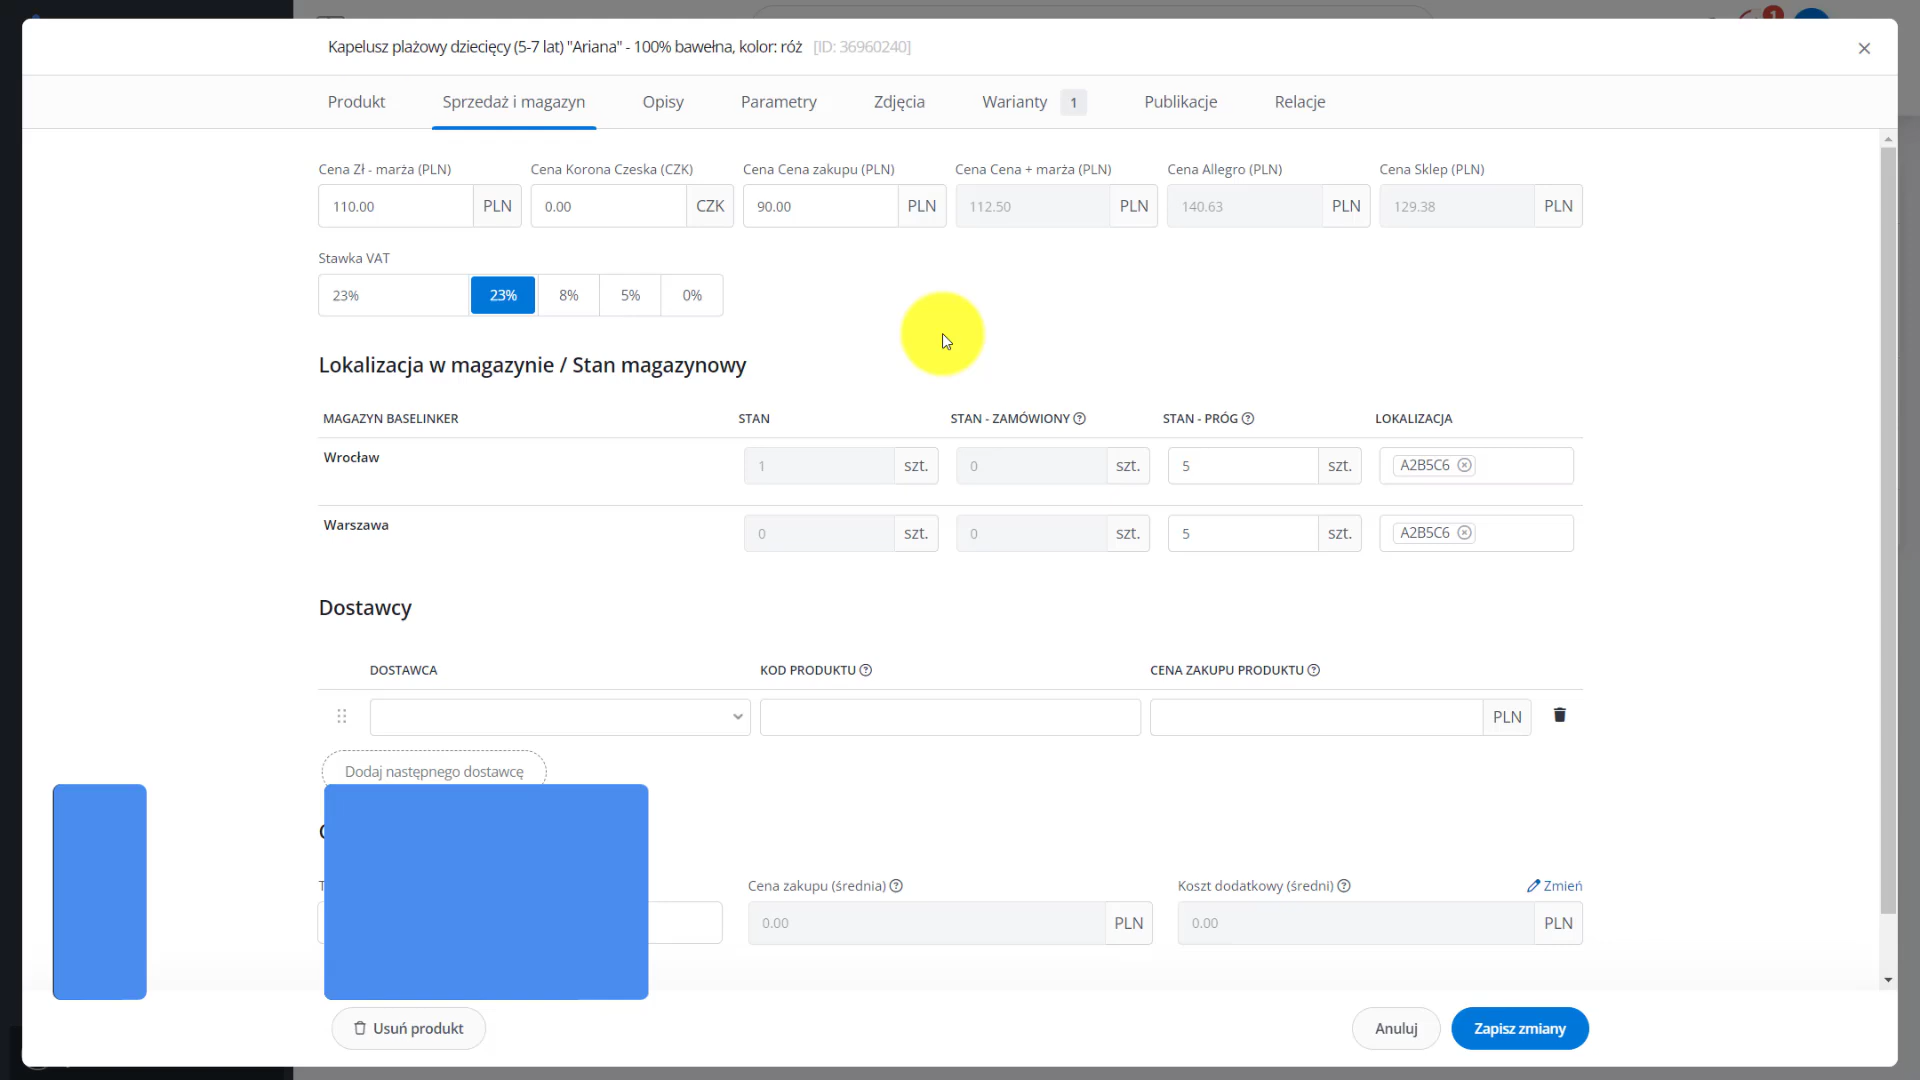 Kapelusz plażowy dziecięcy (5-7 lat) "Ariana" - 100% bawełna, kolor: róż [ID: 36960240]
Produkt Sprzedaż i magazyn Opisy Parametry Zdjęcia Warianty 1 Publikacje Relacje
Cena Zł - marża (PLN) Cena Korona Czeska (CZK) Cena Cena zakupu (PLN) Cena Cena + marża (PLN) Cena Allegro (PLN) Cena Sklep (PLN)
110.00 PLN 0.00 CZK 90.00 PLN 112.50 PLN 140.63 PLN 129.38 PLN
Stawka VAT
23% 23% 8% 5% 0%
Lokalizacja w magazynie / Stan magazynowy
MAGAZYN BASELINKER STAN STAN - ZAMÓWIONY STAN - PRÓG LOKALIZACJA
Wrocław 1 szt. 0 szt. 5 szt. A2B5C6
Warszawa 0 szt. 0 szt. 5 szt. A2B5C6
Dostawcy
DOSTAWCA KOD PRODUKTU CENA ZAKUPU PRODUKTU
PLN
Dodaj następnego dostawcę
Cena zakupu (średnia) Koszt dodatkowy (średni) Zmień
0.00 PLN 0.00 PLN
Usuń produkt Anuluj Zapisz zmiany